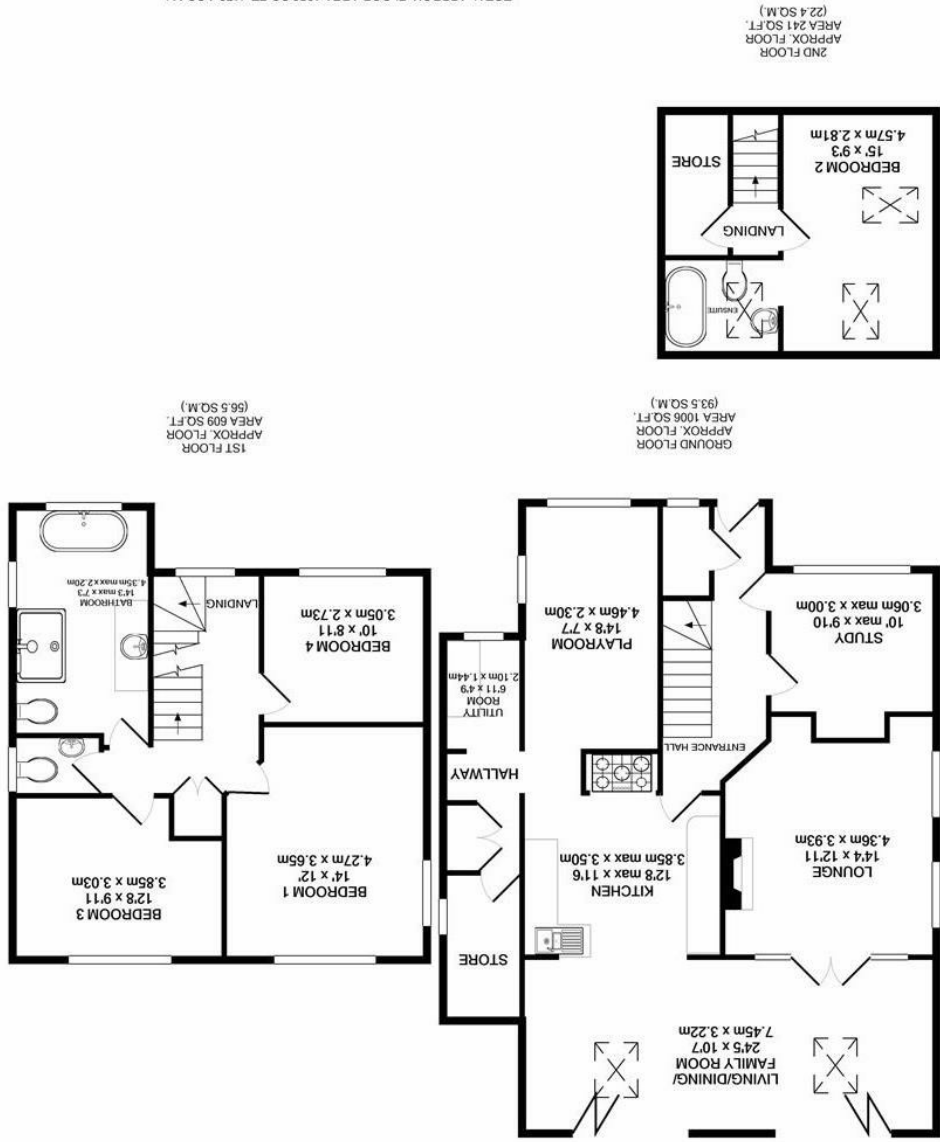 LIVING/DINING/
FAMILY ROOM
24'5 x 10'7
7.45m x 3.22m
LOUNGE
14'4 x 12'11
4.36m x 3.93m
KITCHEN
12'8 max x 11'6
3.85m max x 3.50m
STORE
HALLWAY
ENTRANCE HALL
STUDY
10' max x 9'10
3.06m max x 3.00m
PLAYROOM
14'8 x 7'7
4.46m x 2.30m
UTILITY
ROOM
6'11 x 4'9
2.10m x 1.44m
GROUND FLOOR
APPROX. FLOOR
AREA 1006 SQ.FT.
(93.5 SQ.M.)
BEDROOM 1
14' x 12'
4.27m x 3.65m
BEDROOM 3
12'8 x 9'11
3.85m x 3.03m
BEDROOM 4
10' x 8'11
3.05m x 2.73m
LANDING
BATHROOM
14'3 max x 7'3
4.35m max x 2.20m
1ST FLOOR
APPROX. FLOOR
AREA 609 SQ.FT.
(56.5 SQ.M.)
ENSUITE
LANDING
BEDROOM 2
15' x 9'3
4.57m x 2.81m
STORE
2ND FLOOR
APPROX. FLOOR
AREA 241 SQ.FT.
(22.4 SQ.M.)